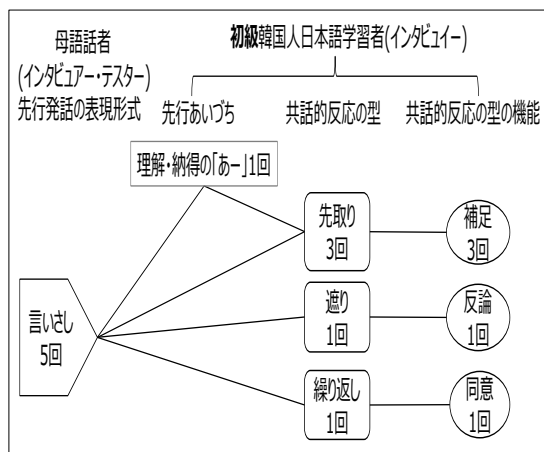 母語話者
(インタビュアー・テスター)
先行発話の表現形式
初級韓国人日本語学習者(インタビュイー)
先行あいづち
共話的反応の型
共話的反応の型の機能
理解・納得の「あー」1回
先取り
3回
補足
3回
言いさし
5回
遮り
1回
反論
1回
繰り返し
1回
同意
1回